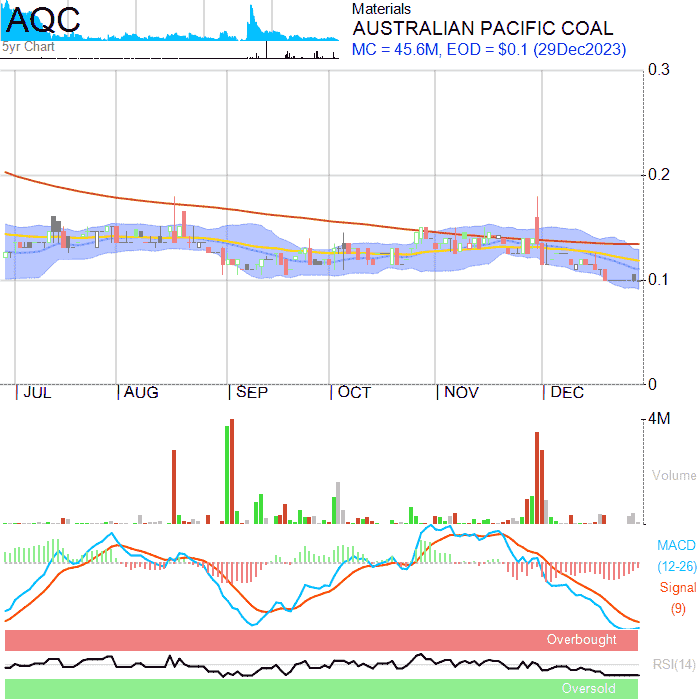 AQC
5yr Chart
Materials
AUSTRALIAN PACIFIC COAL
MC = 45.6M, EOD = $0.1 (29Dec2023)
0.3
0.2
0.1
0
JUL AUG SEP OCT NOV DEC
4M
Volume
MACD
(12-26)
Signal
(9)
Overbought
RSI(14)
Oversold